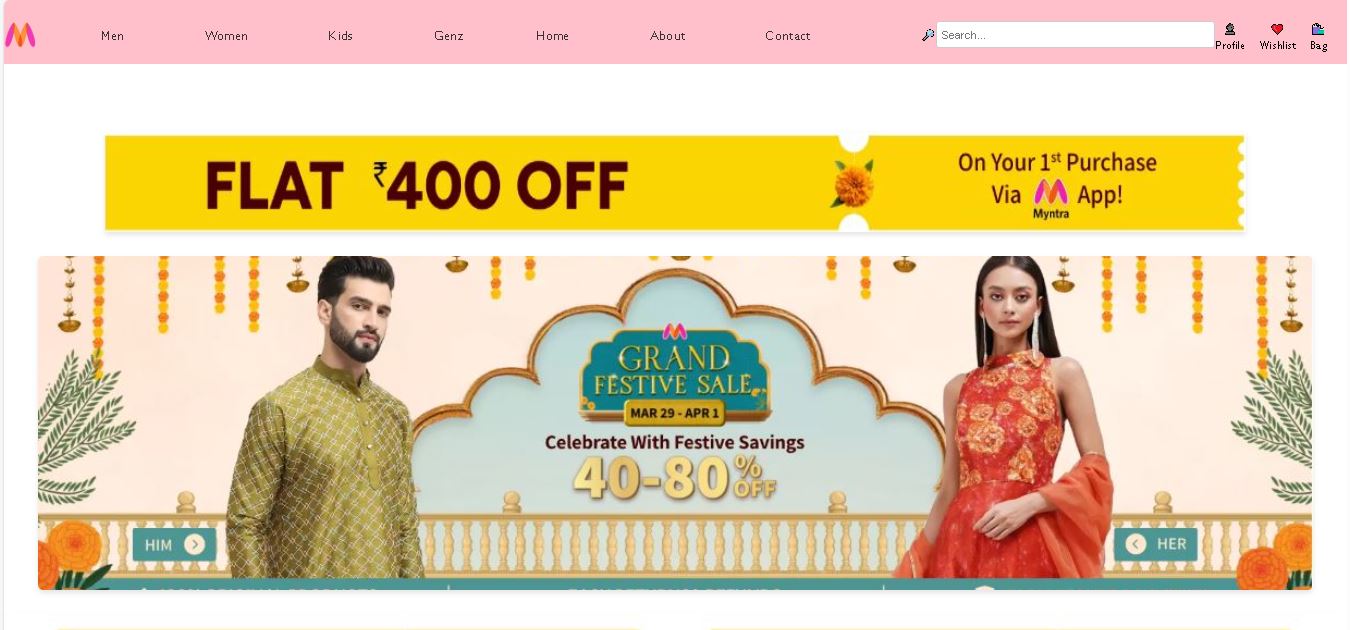 Men Women Kids Genz Home About Contact Search... Profile Wishlist Bag
FLAT ₹400 OFF
On Your 1st Purchase
Via App!
Myntra
GRAND
FESTIVE SALE
MAR 29 - APR 1
Celebrate With Festive Savings
40-80% OFF
HIM
HER